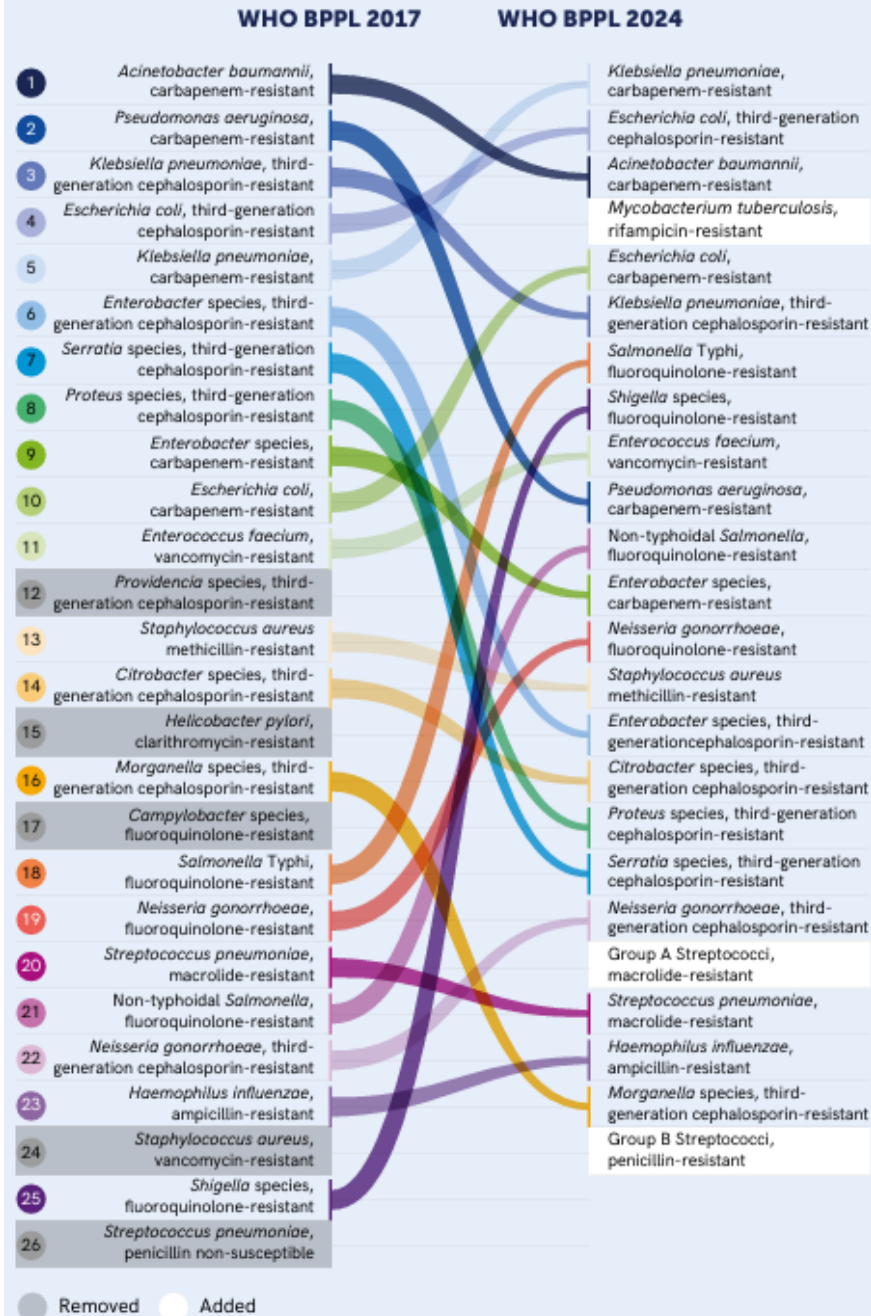 WHO BPPL 2017
WHO BPPL 2024
1
Acinetobacter baumannii,
carbapenem-resistant
2
Pseudomonas aeruginosa,
carbapenem-resistant
3
Klebsiella pneumoniae, third-
generation cephalosporin-resistant
4
Escherichia coli, third-generation
cephalosporin-resistant
5
Klebsiella pneumoniae,
carbapenem-resistant
6
Enterobacter species, third-
generation cephalosporin-resistant
7
Serratia species, third-generation
cephalosporin-resistant
8
Proteus species, third-generation
cephalosporin-resistant
9
Enterobacter species,
carbapenem-resistant
10
Escherichia coli,
carbapenem-resistant
11
Enterococcus faecium,
vancomycin-resistant
12
Providencia species, third-
generation cephalosporin-resistant
13
Staphylococcus aureus
methicillin-resistant
14
Citrobacter species, third-
generation cephalosporin-resistant
15
Helicobacter pylori,
clarithromycin-resistant
16
Morganella species, third-
generation cephalosporin-resistant
17
Campylobacter species,
fluoroquinolone-resistant
18
Salmonella Typhi,
fluoroquinolone-resistant
19
Neisseria gonorrhoeae,
fluoroquinolone-resistant
20
Streptococcus pneumoniae,
macrolide-resistant
21
Non-typhoidal Salmonella,
fluoroquinolone-resistant
22
Neisseria gonorrhoeae, third-
generation cephalosporin-resistant
23
Haemophilus influenzae,
ampicillin-resistant
24
Staphylococcus aureus,
vancomycin-resistant
25
Shigella species,
fluoroquinolone-resistant
26
Streptococcus pneumoniae,
penicillin non-susceptible
Klebsiella pneumoniae,
carbapenem-resistant
Escherichia coli, third-generation
cephalosporin-resistant
Acinetobacter baumannii,
carbapenem-resistant
Mycobacterium tuberculosis,
rifampicin-resistant
Escherichia coli,
carbapenem-resistant
Klebsiella pneumoniae, third-
generation cephalosporin-resistant
Salmonella Typhi,
fluoroquinolone-resistant
Shigella species,
fluoroquinolone-resistant
Enterococcus faecium,
vancomycin-resistant
Pseudomonas aeruginosa,
carbapenem-resistant
Non-typhoidal Salmonella,
fluoroquinolone-resistant
Enterobacter species,
carbapenem-resistant
Neisseria gonorrhoeae,
fluoroquinolone-resistant
Staphylococcus aureus
methicillin-resistant
Enterobacter species, third-
generationcephalosporin-resistant
Citrobacter species, third-
generation cephalosporin-resistant
Proteus species, third-generation
cephalosporin-resistant
Serratia species, third-generation
cephalosporin-resistant
Neisseria gonorrhoeae, third-
generation cephalosporin-resistant
Group A Streptococci,
macrolide-resistant
Streptococcus pneumoniae,
macrolide-resistant
Haemophilus influenzae,
ampicillin-resistant
Morganella species, third-
generation cephalosporin-resistant
Group B Streptococci,
penicillin-resistant
Removed
Added